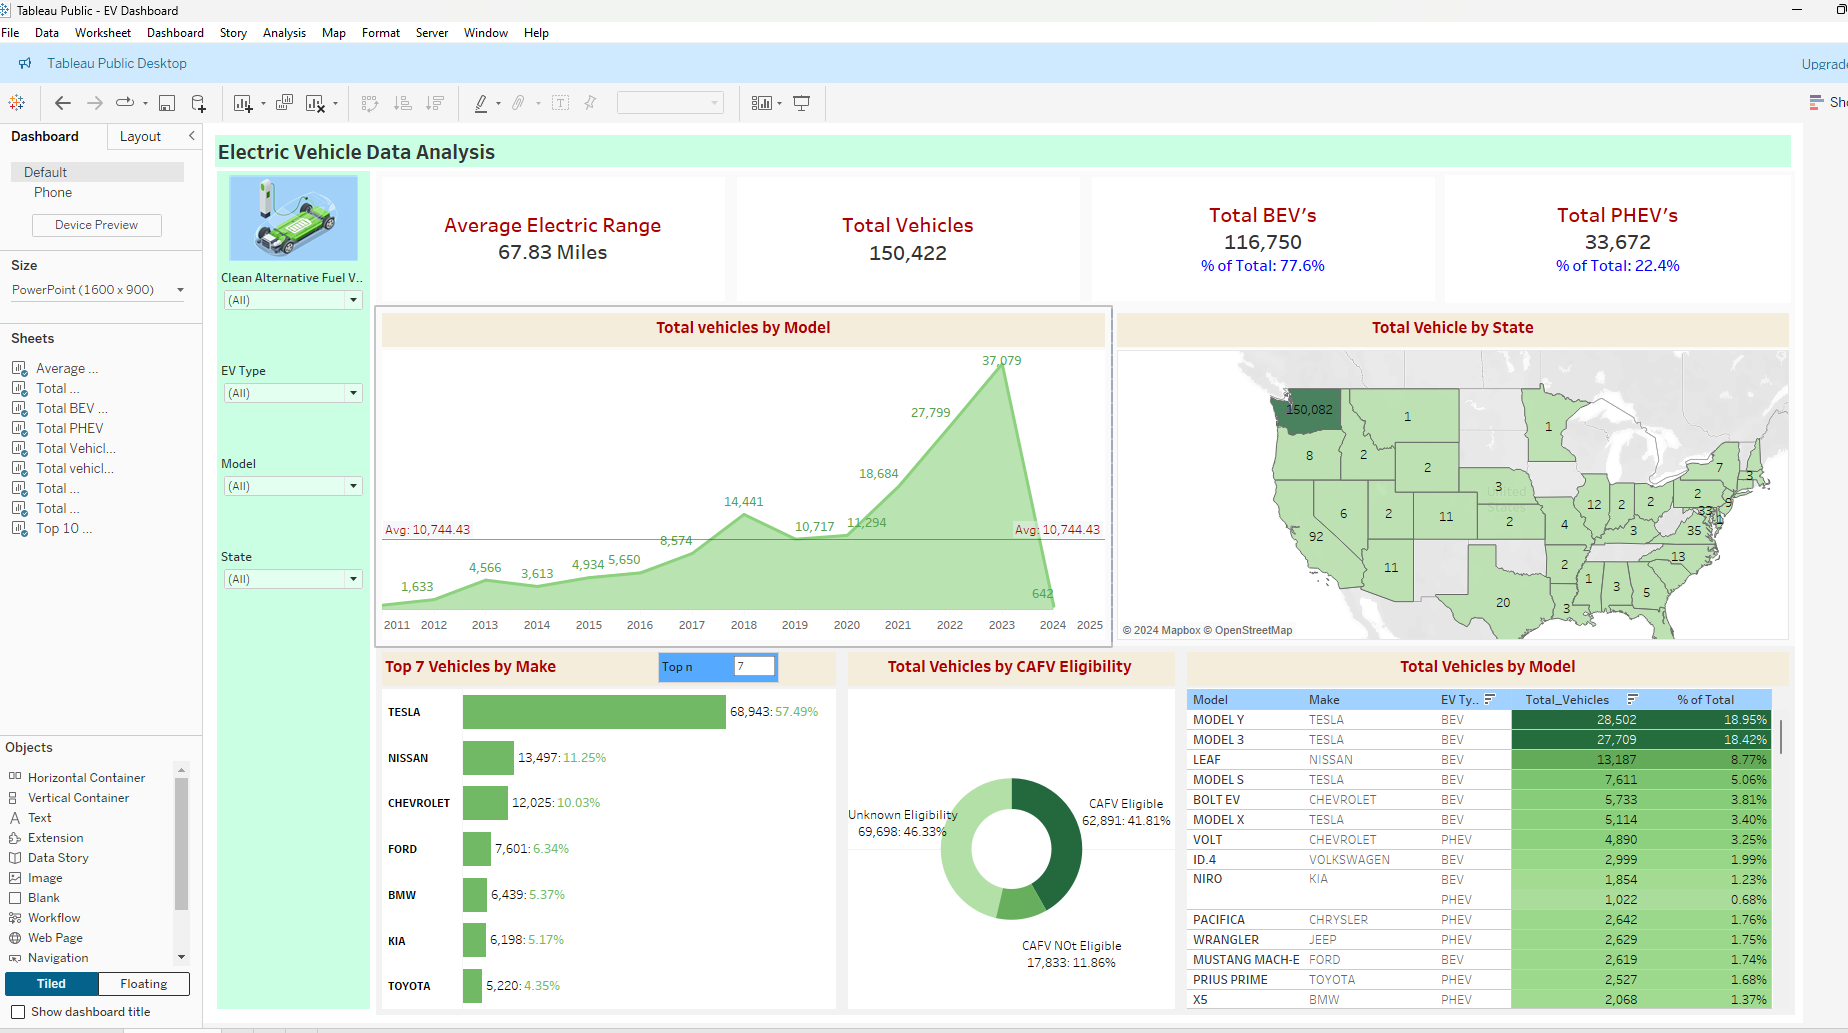 Tableau Public - EV Dashboard
File Data Worksheet Dashboard Story Analysis Map Format Server Window Help
Tableau Public Desktop
Upgrade
Dashboard Layout
Default
Phone
Device Preview
Size
PowerPoint (1600 x 900)
Sheets
Average ...
Total ...
Total BEV ...
Total PHEV
Total Vehicl...
Total vehicl...
Total ...
Total ...
Top 10 ...
Objects
Horizontal Container
Vertical Container
Text
Extension
Data Story
Image
Blank
Workflow
Web Page
Navigation
Tiled Floating
Show dashboard title
Electric Vehicle Data Analysis
Clean Alternative Fuel V..
(All)
EV Type
(All)
Model
(All)
State
(All)
Average Electric Range
67.83 Miles
Total Vehicles
150,422
Total BEV's
116,750
% of Total: 77.6%
Total PHEV's
33,672
% of Total: 22.4%
Total vehicles by Model
37,079
27,799
18,684
14,441
Avg: 10,744.43 10,717 11,294 Avg: 10,744.43
8,574
4,566 3,613 4,934 5,650
1,633 642
2011 2012 2013 2014 2015 2016 2017 2018 2019 2020 2021 2022 2023 2024 2025
Total Vehicle by State
150,082 1 1
8 2 2 7 3
3 2 9
United States
6 2 11 2 4 12 2 2 33 1
92 3 35
11 2 13
1 3 5
20 3
© 2024 Mapbox © OpenStreetMap
Top 7 Vehicles by Make
Top n 7
TESLA 68,943: 57.49%
NISSAN 13,497: 11.25%
CHEVROLET 12,025: 10.03%
FORD 7,601: 6.34%
BMW 6,439: 5.37%
KIA 6,198: 5.17%
TOYOTA 5,220: 4.35%
Total Vehicles by CAFV Eligibility
CAFV Eligible
62,891: 41.81%
Unknown Eligibility
69,698: 46.33%
CAFV NOt Eligible
17,833: 11.86%
Total Vehicles by Model
Model Make EV Ty.. Total_Vehicles % of Total
MODEL Y TESLA BEV 28,502 18.95%
MODEL 3 TESLA BEV 27,709 18.42%
LEAF NISSAN BEV 13,187 8.77%
MODEL S TESLA BEV 7,611 5.06%
BOLT EV CHEVROLET BEV 5,733 3.81%
MODEL X TESLA BEV 5,114 3.40%
VOLT CHEVROLET PHEV 4,890 3.25%
ID.4 VOLKSWAGEN BEV 2,999 1.99%
NIRO KIA BEV 1,854 1.23%
PHEV 1,022 0.68%
PACIFICA CHRYSLER PHEV 2,642 1.76%
WRANGLER JEEP PHEV 2,629 1.75%
MUSTANG MACH-E FORD BEV 2,619 1.74%
PRIUS PRIME TOYOTA PHEV 2,527 1.68%
X5 BMW PHEV 2,068 1.37%